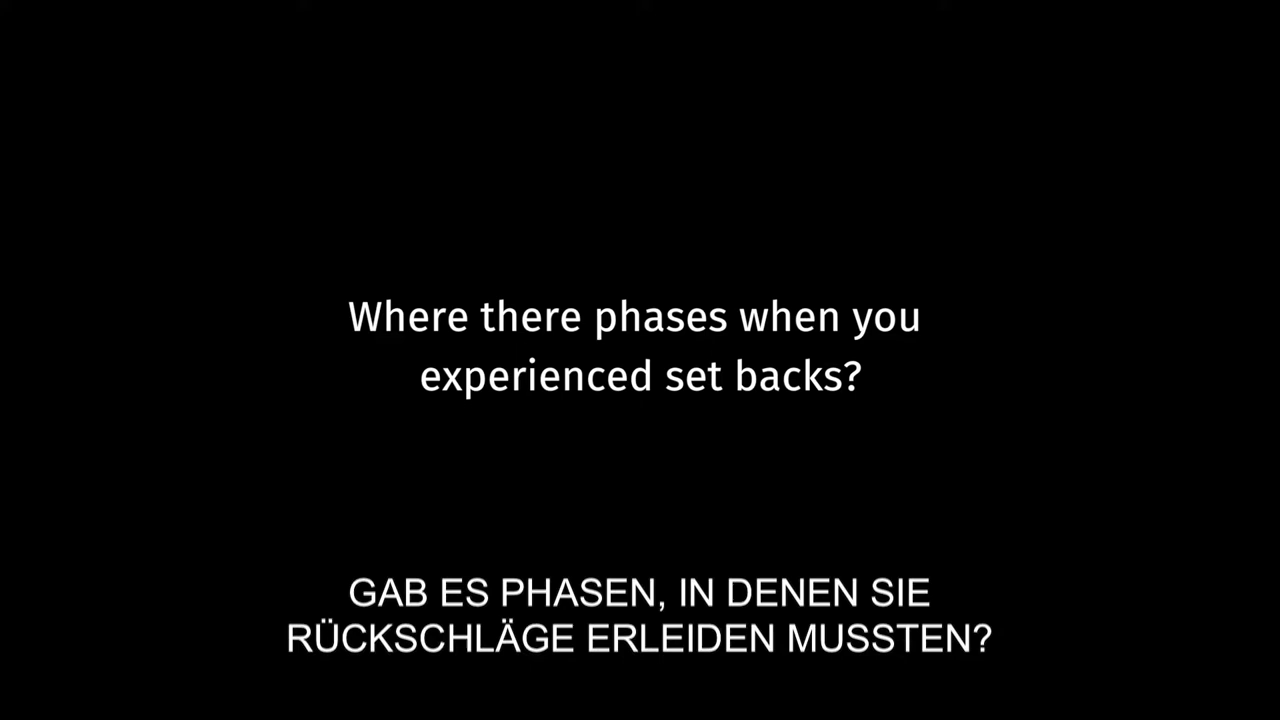 Where there phases when you
experienced set backs?
GAB ES PHASEN, IN DENEN SIE
RÜCKSCHLÄGE ERLEIDEN MUSSTEN?